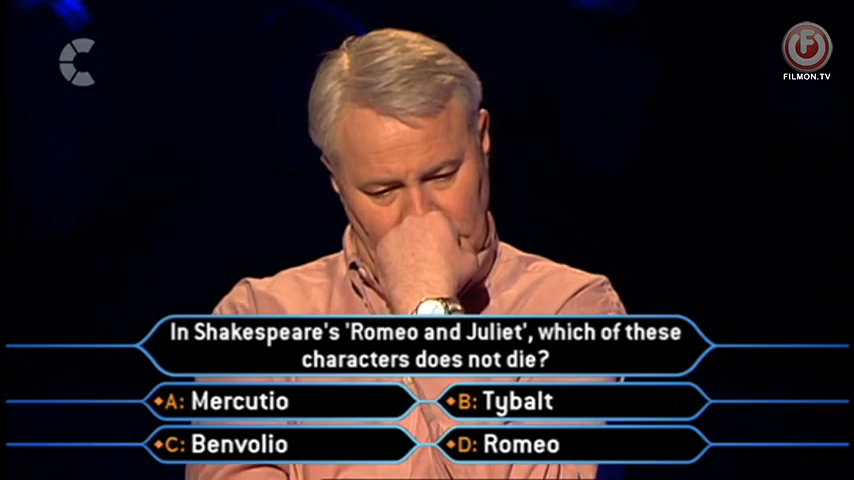 FILMON.TV
In Shakespeare's 'Romeo and Juliet', which of these
characters does not die?
A: Mercutio
B: Tybalt
C: Benvolio
D: Romeo